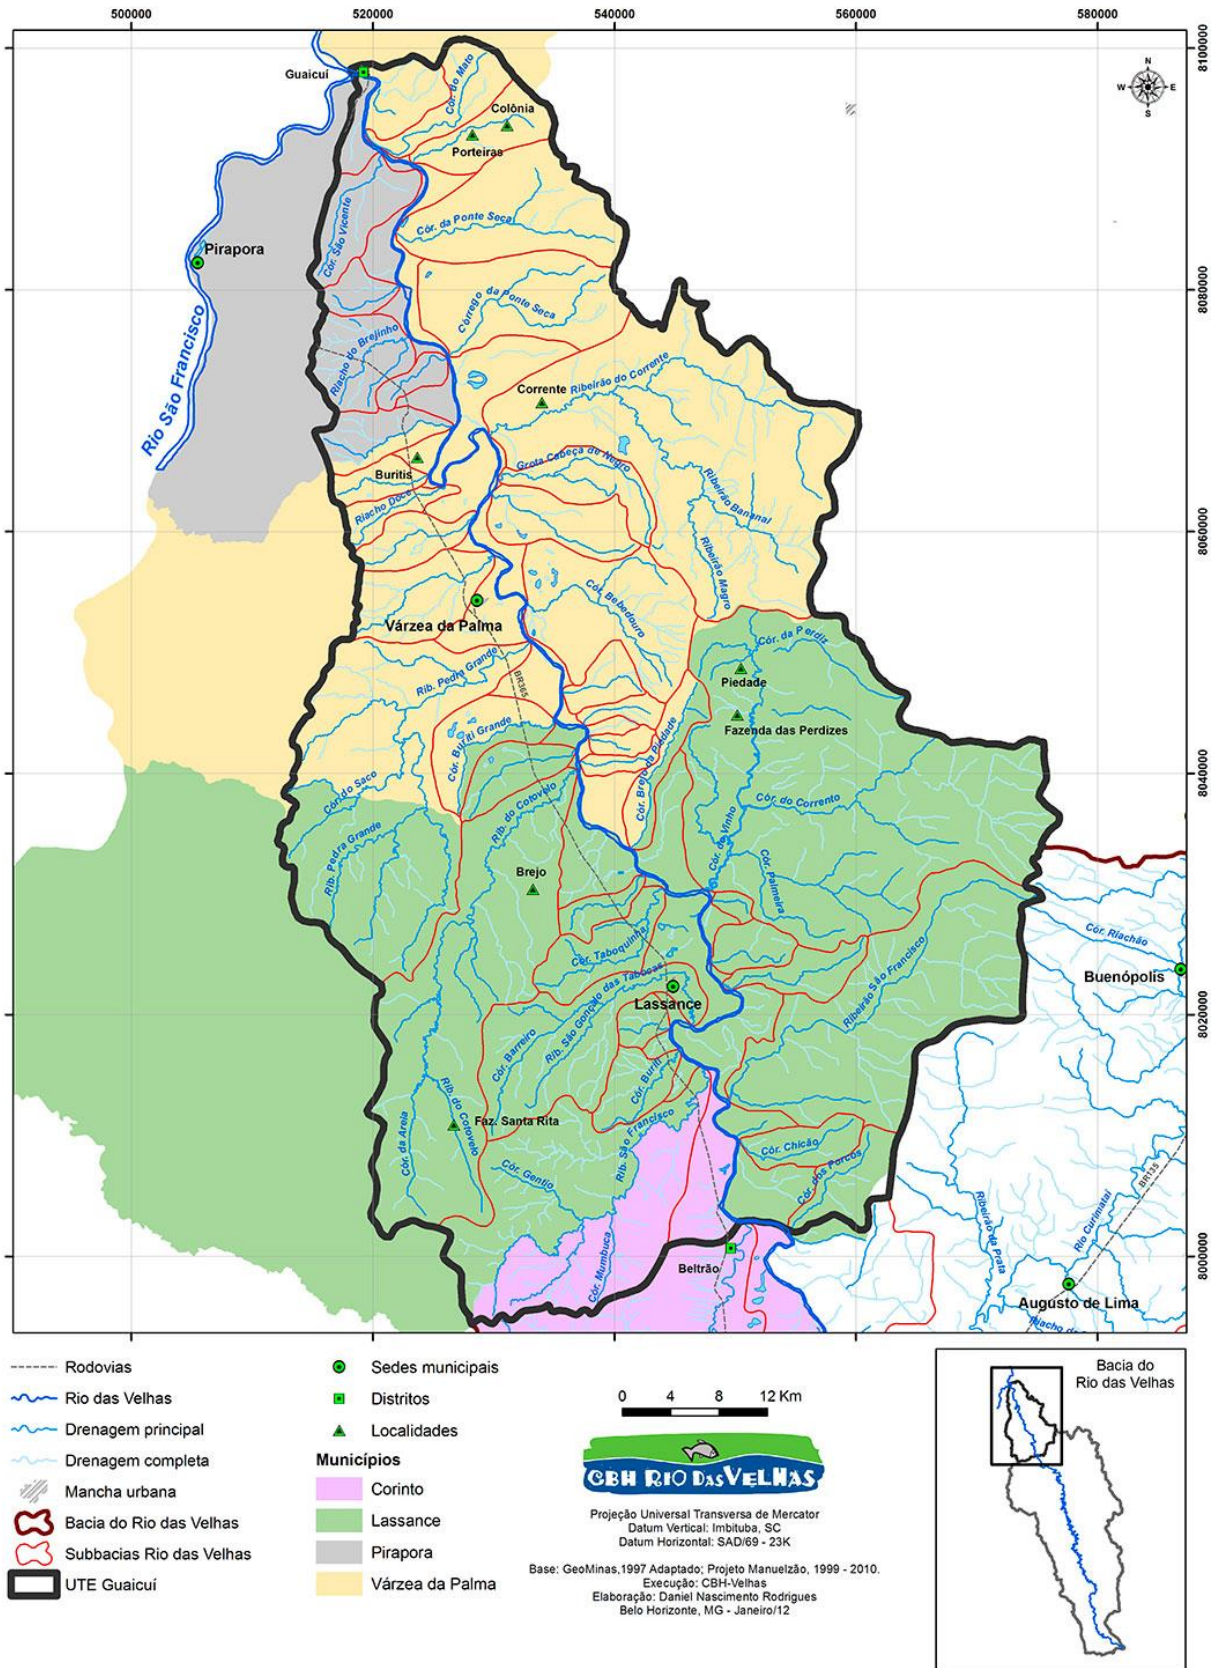 500000
520000
540000
560000
580000
8100000
8080000
8060000
8040000
8020000
8000000
N
W
E
S
Guaicuí
Cór. do Mato
Colônia
Porteiras
Cór. São Vicente
Cór. da Ponte Seca
Pirapora
Rio São Francisco
Córrego da Ponte Seca
Riacho do Brejinho
Corrente
Ribeirão do Corrente
Buritis
Grota Cabeça de Negro
Riacho Doce
Ribeirão Bananal
Ribeirão Magro
Cór. Bebedouro
Várzea da Palma
Cór. da Perdiz
Rib. Pedra Grande
BR365
Piedade
Fazenda das Perdizes
Cór. Buriti Grande
Cór. Brejo da Piedade
Cór. do Saco
Rib. do Cotovelo
Cór. do Corrento
Rib. Pedra Grande
Cór. do Vinho
Brejo
Cór. Palmeira
Cór. Taboquinha
Cór. Riachão
Ribeirão São Francisco
Buenópolis
Rib. São Gonçalo das Tabocas
Lassance
Cór. Barreiro
Cór. Buriti
Rib. do Cotovelo
Faz. Santa Rita
Rib. São Francisco
Cór. da Areia
Cór. Chicão
Cór. Gentio
Cór. dos Porcos
BR135
Ribeirão da Prata
Rio Curimataí
Cór. Mumbuca
Beltrão
Augusto de Lima
Rodovias
Rio das Velhas
Drenagem principal
Drenagem completa
Mancha urbana
Bacia do Rio das Velhas
Subbacias Rio das Velhas
UTE Guaicuí
Sedes municipais
Distritos
Localidades
Municípios
Corinto
Lassance
Pirapora
Várzea da Palma
0 4 8 12 Km
CBH RIO DAS VELHAS
Projeção Universal Transversa de Mercator
Datum Vertical: Imbituba, SC
Datum Horizontal: SAD/69 - 23K
Base: GeoMinas,1997 Adaptado; Projeto Manuelzão, 1999 - 2010.
Execução: CBH-Velhas
Elaboração: Daniel Nascimento Rodrigues
Belo Horizonte, MG - Janeiro/12
Bacia do
Rio das Velhas